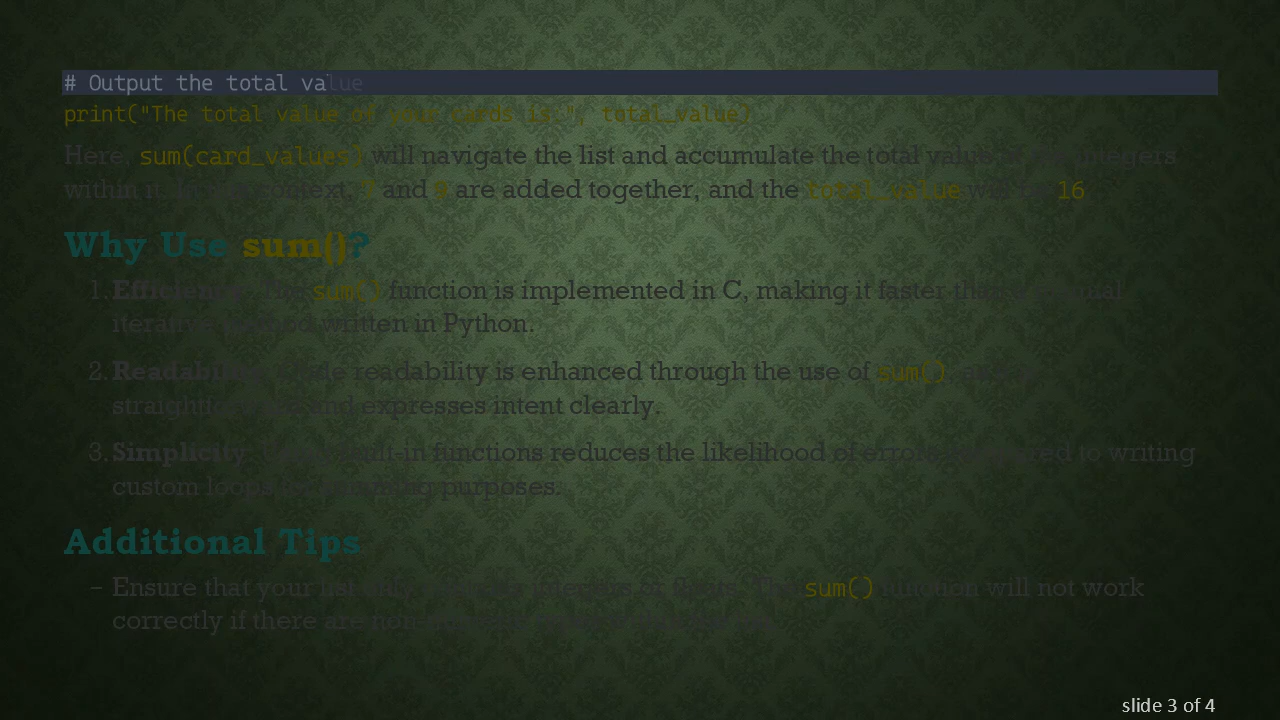 # Output the total value
print("The total value of your cards is:", total_value)
Here, sum(card_values) will navigate the list and accumulate the total value of the integers
within it. In this context, 7 and 9 are added together, and the total_value will be 16
Why Use sum()?
1. Efficiency: The sum() function is implemented in C, making it faster than a manual
iterative method written in Python.
2. Readability: Code readability is enhanced through the use of sum()
straightforward and expresses intent clearly.
3. Simplicity: Using built-in functions reduces the likelihood of errors compared to writing
custom loops for summing purposes.
Additional Tips
– Ensure that your list only contains integers or floats. The sum() function will not work
correctly if there are non-numeric
slide 3 of 4